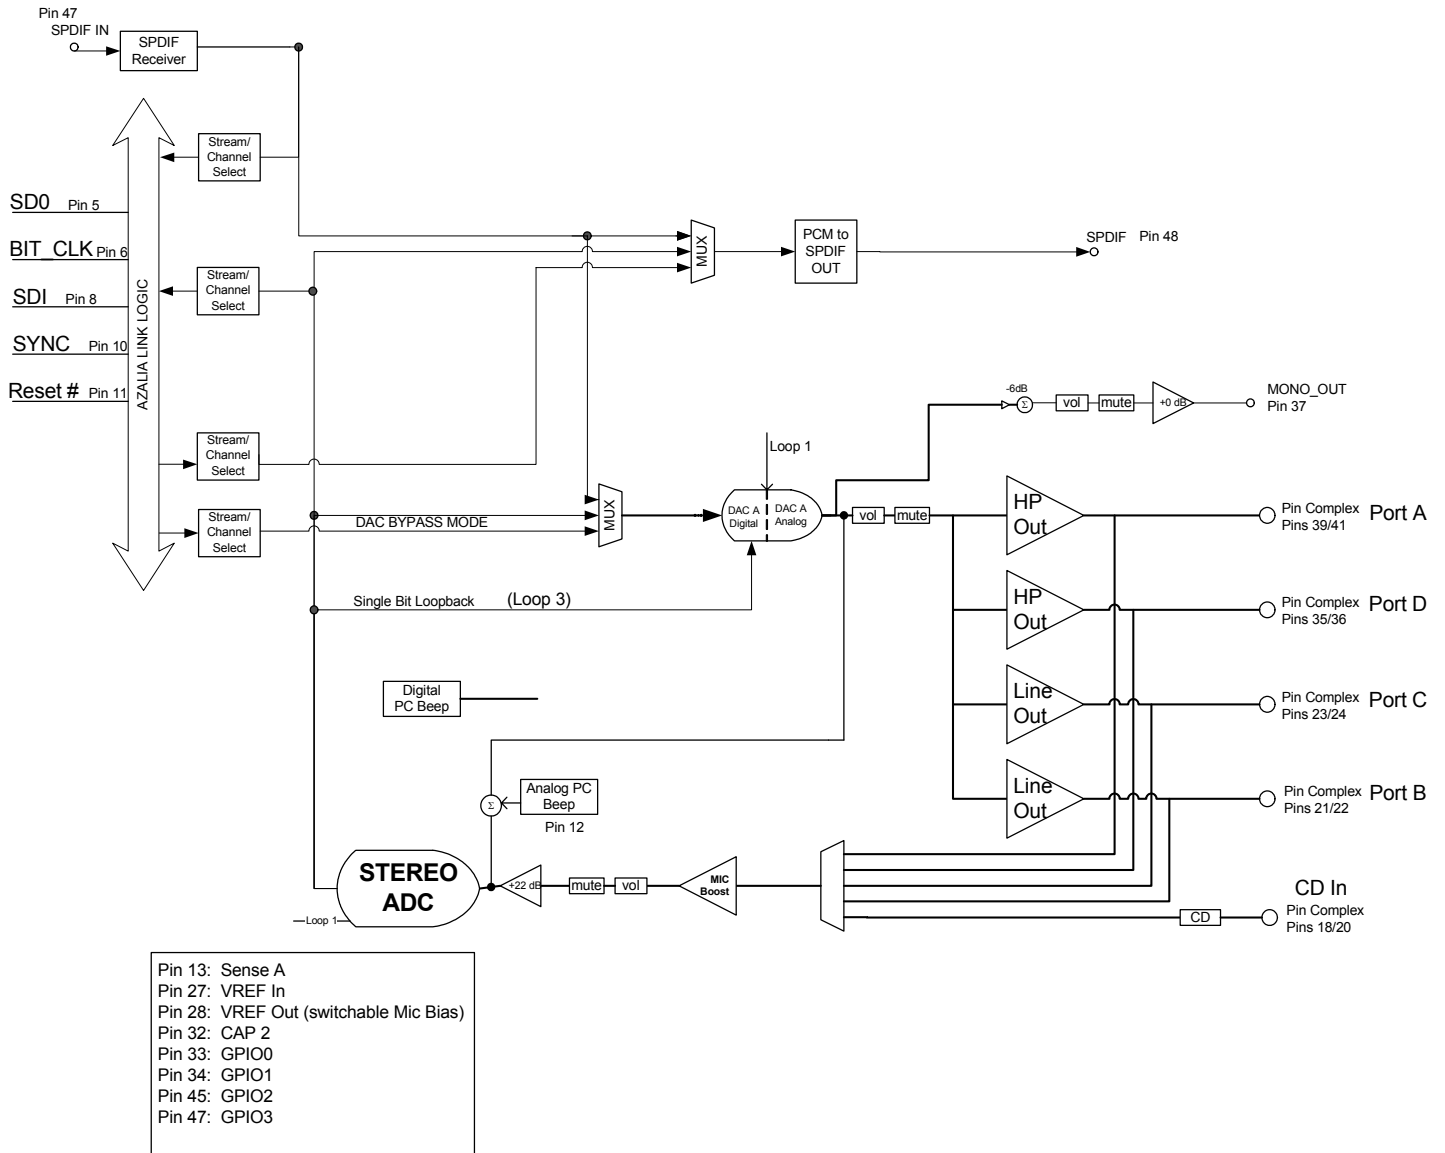 Pin 47
SPDIF IN
SPDIF
Receiver
Stream/
Channel
Select
SD0 Pin 5
BIT_CLK Pin 6
SDI Pin 8
SYNC Pin 10
Reset # Pin 11
AZALIA LINK LOGIC
Stream/
Channel
Select
Stream/
Channel
Select
Stream/
Channel
Select
MUX
PCM to
SPDIF
OUT
SPDIF Pin 48
-6dB
Σ
vol
mute
+0 dB
MONO_OUT
Pin 37
Loop 1
DAC BYPASS MODE
MUX
DAC A
Digital
DAC A
Analog
vol
mute
HP
Out
Pin Complex
Pins 39/41
Port A
Single Bit Loopback (Loop 3)
HP
Out
Pin Complex
Pins 35/36
Port D
Digital
PC Beep
Line
Out
Pin Complex
Pins 23/24
Port C
Σ
Analog PC
Beep
Pin 12
Line
Out
Pin Complex
Pins 21/22
Port B
STEREO
ADC
Loop 1
+22 dB
mute
vol
MIC
Boost
CD
CD In
Pin Complex
Pins 18/20
Pin 13: Sense A
Pin 27: VREF In
Pin 28: VREF Out (switchable Mic Bias)
Pin 32: CAP 2
Pin 33: GPIO0
Pin 34: GPIO1
Pin 45: GPIO2
Pin 47: GPIO3